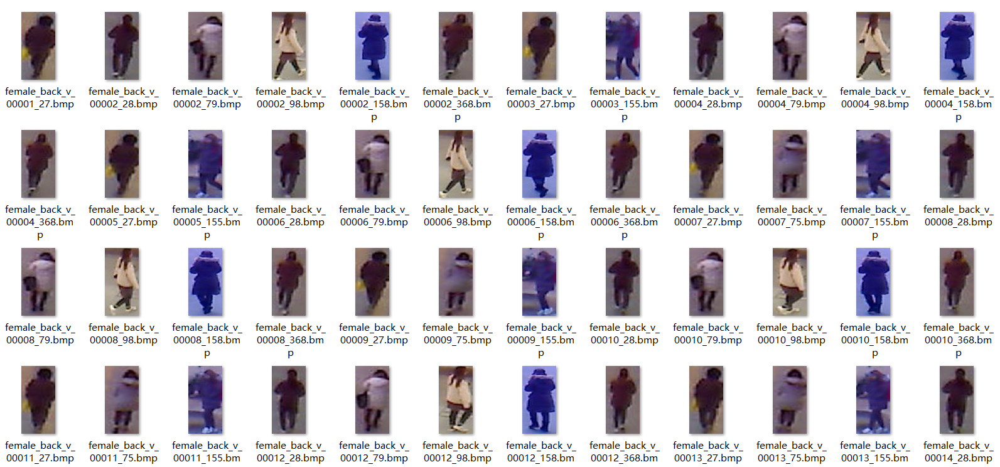 female_back_v_
00001_27.bmp
female_back_v_
00002_28.bmp
female_back_v_
00002_79.bmp
female_back_v_
00002_98.bmp
female_back_v_
00002_158.bm
p
female_back_v_
00002_368.bm
p
female_back_v_
00003_27.bmp
female_back_v_
00003_155.bm
p
female_back_v_
00004_28.bmp
female_back_v_
00004_79.bmp
female_back_v_
00004_98.bmp
female_back_v_
00004_158.bm
p
female_back_v_
00004_368.bm
p
female_back_v_
00005_27.bmp
female_back_v_
00005_155.bm
p
female_back_v_
00006_28.bmp
female_back_v_
00006_79.bmp
female_back_v_
00006_98.bmp
female_back_v_
00006_158.bm
p
female_back_v_
00006_368.bm
p
female_back_v_
00007_27.bmp
female_back_v_
00007_75.bmp
female_back_v_
00007_155.bm
p
female_back_v_
00008_28.bmp
female_back_v_
00008_79.bmp
female_back_v_
00008_98.bmp
female_back_v_
00008_158.bm
p
female_back_v_
00008_368.bm
p
female_back_v_
00009_27.bmp
female_back_v_
00009_75.bmp
female_back_v_
00009_155.bm
p
female_back_v_
00010_28.bmp
female_back_v_
00010_79.bmp
female_back_v_
00010_98.bmp
female_back_v_
00010_158.bm
p
female_back_v_
00010_368.bm
p
female_back_v_
00011_27.bmp
female_back_v_
00011_75.bmp
female_back_v_
00011_155.bm
female_back_v_
00012_28.bmp
female_back_v_
00012_79.bmp
female_back_v_
00012_98.bmp
female_back_v_
00012_158.bm
female_back_v_
00012_368.bm
female_back_v_
00013_27.bmp
female_back_v_
00013_75.bmp
female_back_v_
00013_155.bm
female_back_v_
00014_28.bmp